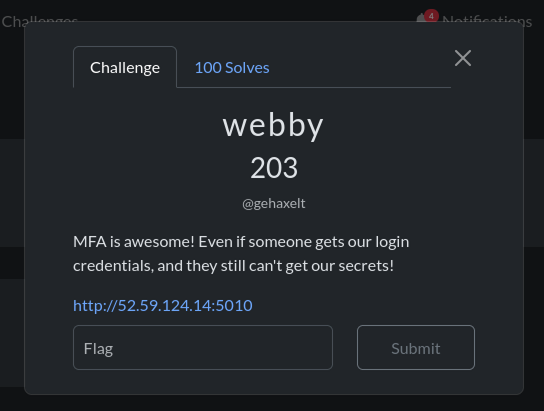 Challenges
4
Notifications
Challenge
100 Solves
webby
203
@gehaxelt
MFA is awesome! Even if someone gets our login
credentials, and they still can't get our secrets!
http://52.59.124.14:5010
Flag
Submit